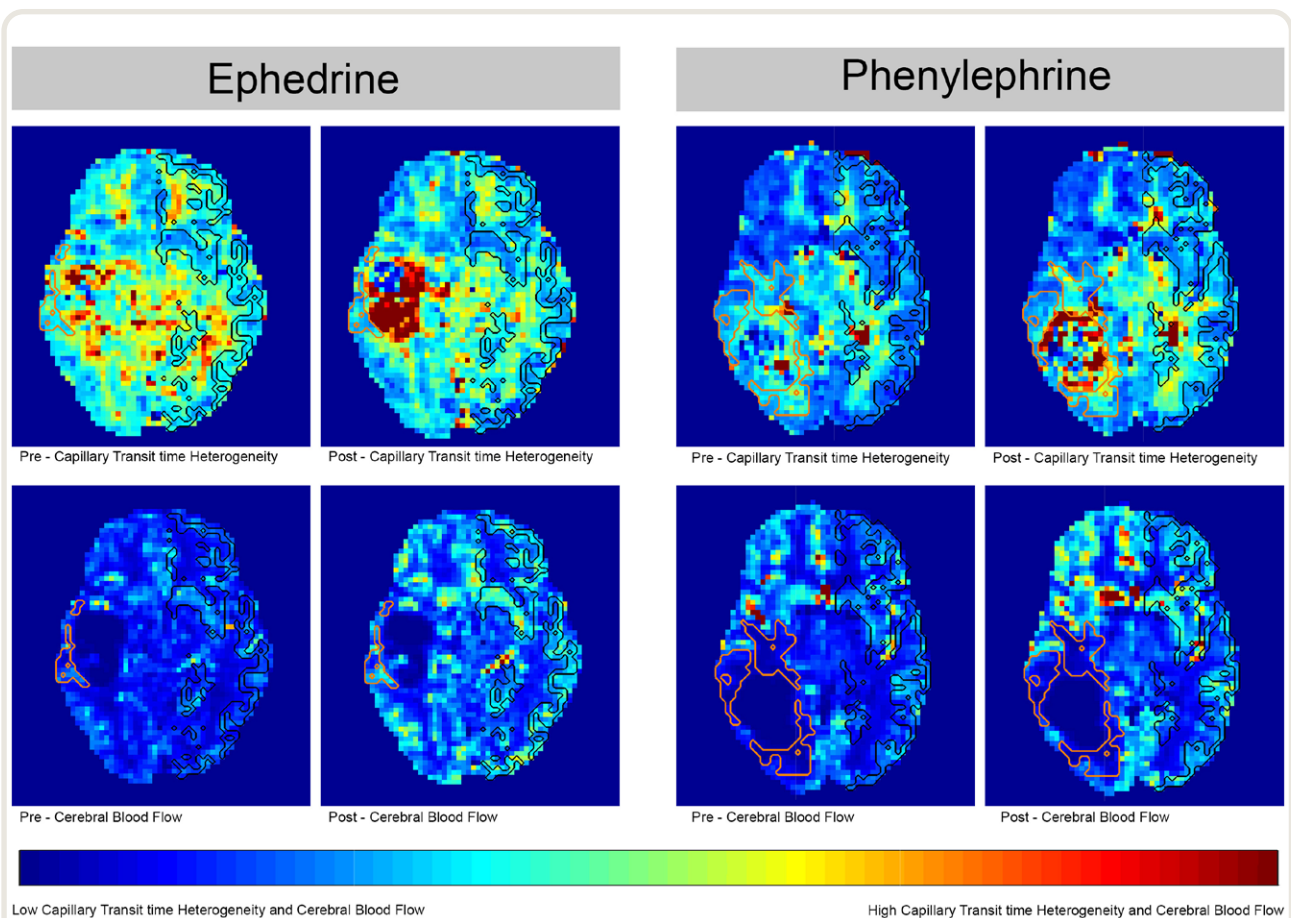 Ephedrine
Phenylephrine
Pre - Capillary Transit time Heterogeneity
Post - Capillary Transit time Heterogeneity
Pre - Capillary Transit time Heterogeneity
Post - Capillary Transit time Heterogeneity
Pre - Cerebral Blood Flow
Post - Cerebral Blood Flow
Pre - Cerebral Blood Flow
Post - Cerebral Blood Flow
Low Capillary Transit time Heterogeneity and Cerebral Blood Flow
High Capillary Transit time Heterogeneity and Cerebral Blood Flow